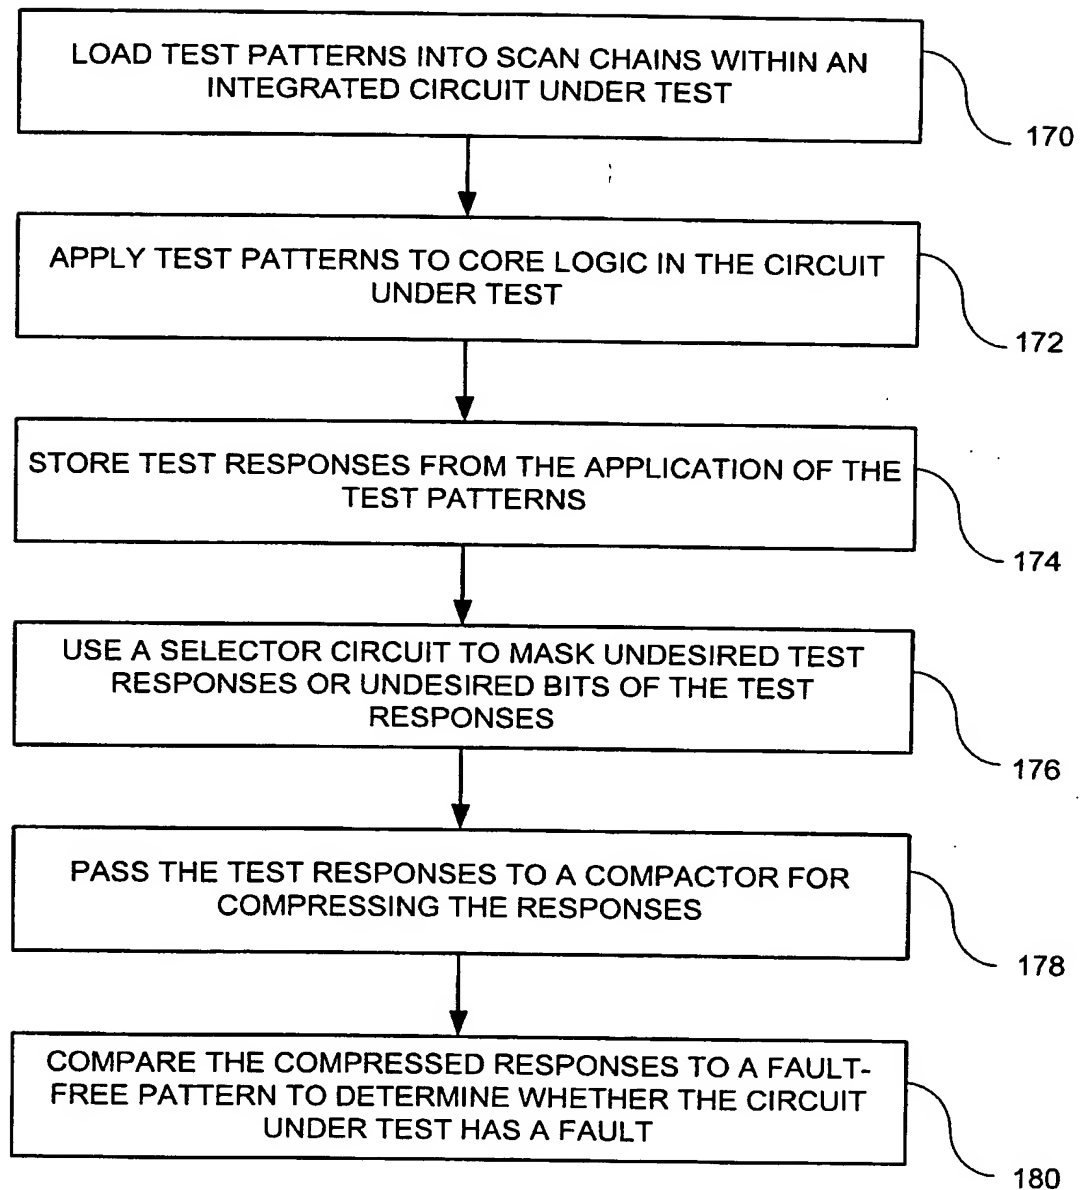 LOAD TEST PATTERNS INTO SCAN CHAINS WITHIN AN
INTEGRATED CIRCUIT UNDER TEST
170
APPLY TEST PATTERNS TO CORE LOGIC IN THE CIRCUIT
UNDER TEST
172
STORE TEST RESPONSES FROM THE APPLICATION OF THE
TEST PATTERNS
174
USE A SELECTOR CIRCUIT TO MASK UNDESIRED TEST
RESPONSES OR UNDESIRED BITS OF THE TEST
RESPONSES
176
PASS THE TEST RESPONSES TO A COMPACTOR FOR
COMPRESSING THE RESPONSES
178
COMPARE THE COMPRESSED RESPONSES TO A FAULT-
FREE PATTERN TO DETERMINE WHETHER THE CIRCUIT
UNDER TEST HAS A FAULT
180